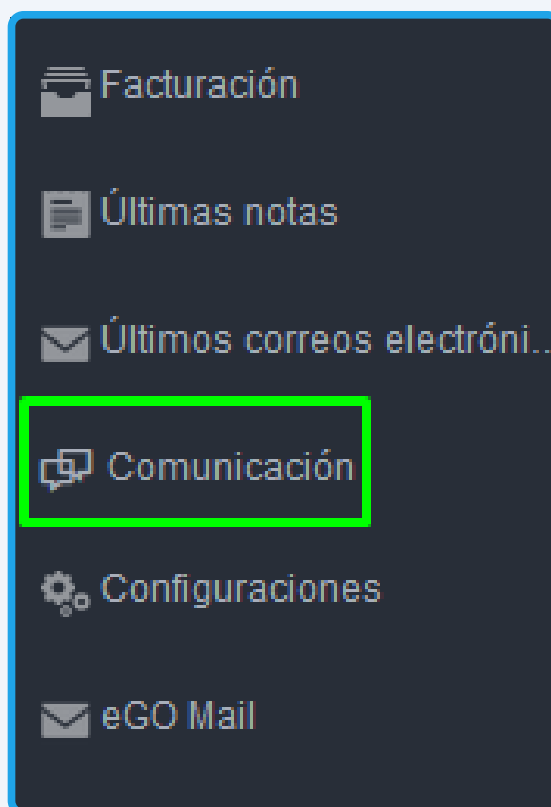 Facturación
Últimas notas
Últimos correos electróni..
Comunicación
Configuraciones
eGO Mail